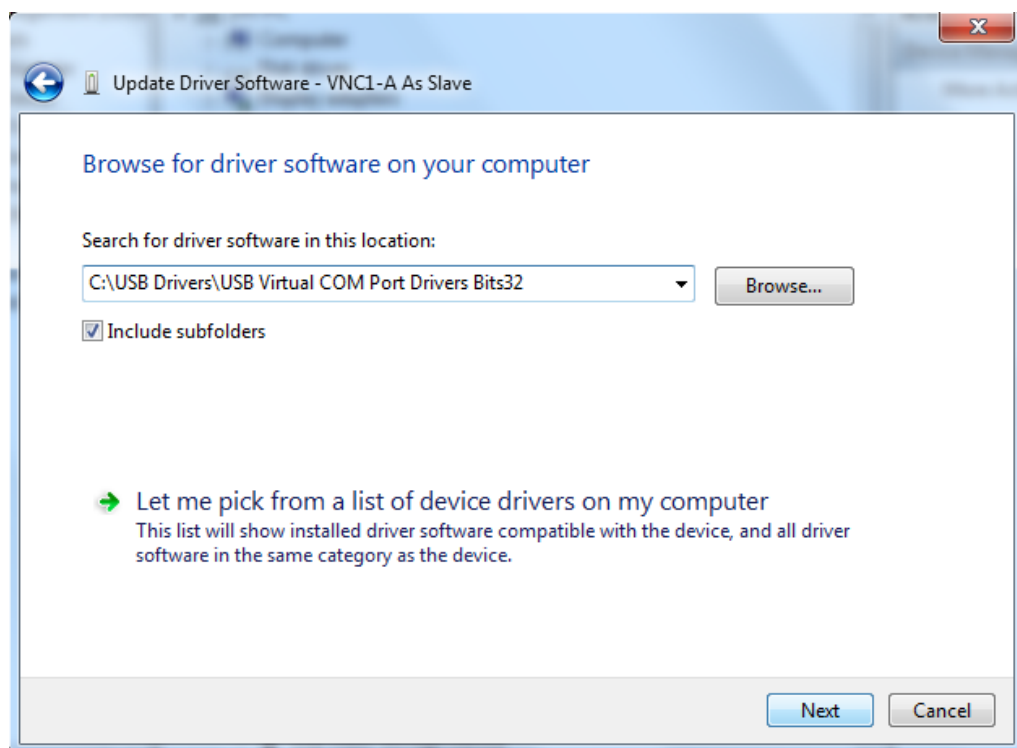 Computer
Display adapters
Update Driver Software - VNC1-A As Slave
Browse for driver software on your computer
Search for driver software in this location:
C:\USB Drivers\USB Virtual COM Port Drivers Bits32
Browse...
Include subfolders
Let me pick from a list of device drivers on my computer
This list will show installed driver software compatible with the device, and all driver
software in the same category as the device.
Next
Cancel